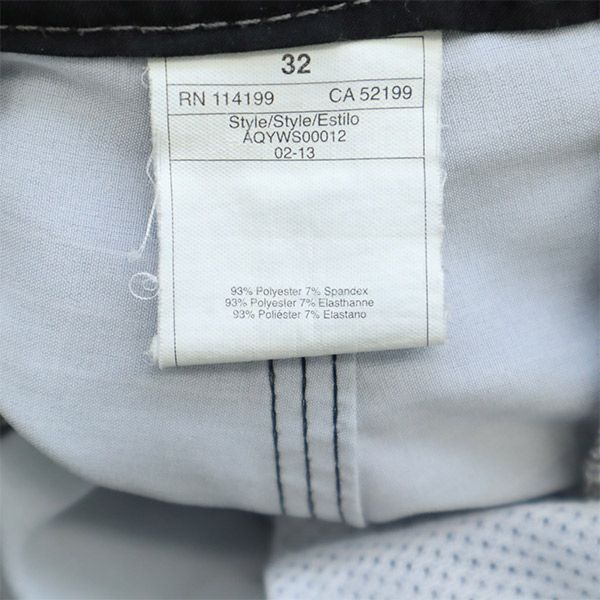 32
RN 114199 CA 52199
Style/Style/Estilo
AQYWS00012
02-13
93% Polyester 7% Spandex
93% Polyester 7% Elasthanne
93% Poliéster 7% Elastano